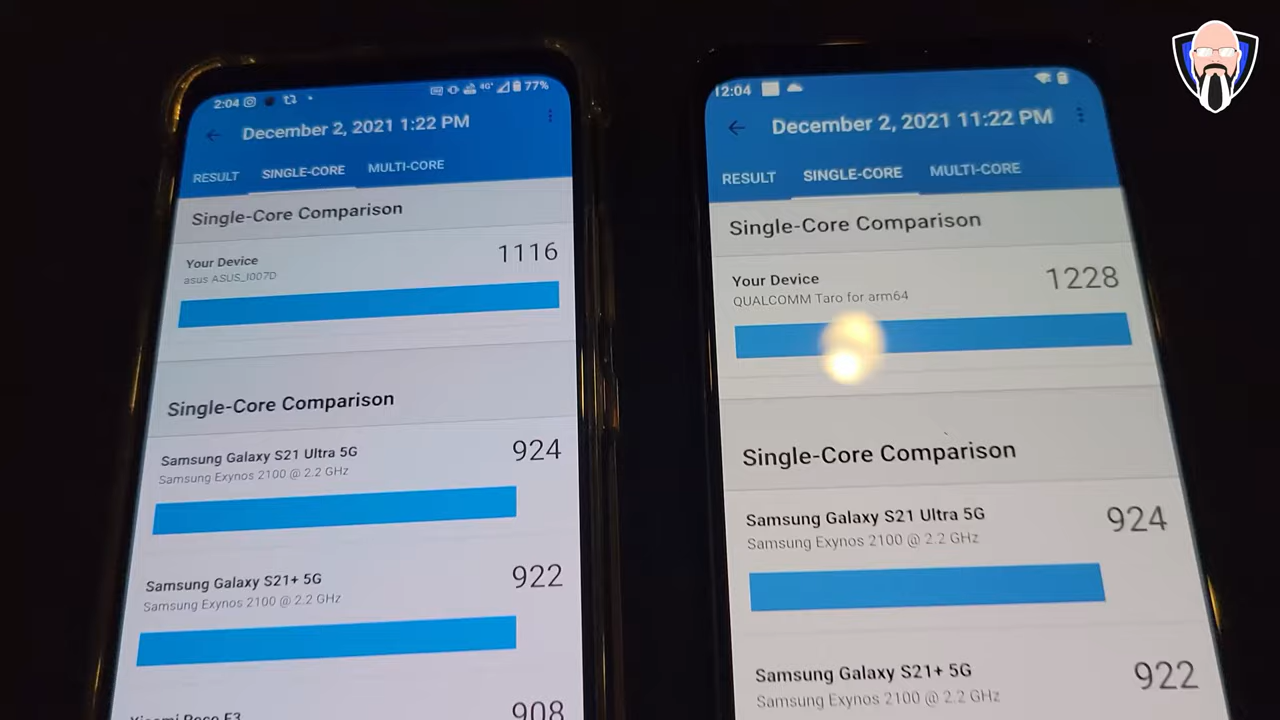 2:04 4G+ 77%
December 2, 2021 1:22 PM
RESULT SINGLE-CORE MULTI-CORE
Single-Core Comparison
Your Device 1116
asus ASUS_I007D
Single-Core Comparison
Samsung Galaxy S21 Ultra 5G 924
Samsung Exynos 2100 @ 2.2 GHz
Samsung Galaxy S21+ 5G 922
Samsung Exynos 2100 @ 2.2 GHz
Xiaomi Poco F3 908
12:04
December 2, 2021 11:22 PM
RESULT SINGLE-CORE MULTI-CORE
Single-Core Comparison
Your Device 1228
QUALCOMM Taro for arm64
Single-Core Comparison
Samsung Galaxy S21 Ultra 5G 924
Samsung Exynos 2100 @ 2.2 GHz
Samsung Galaxy S21+ 5G 922
Samsung Exynos 2100 @ 2.2 GHz